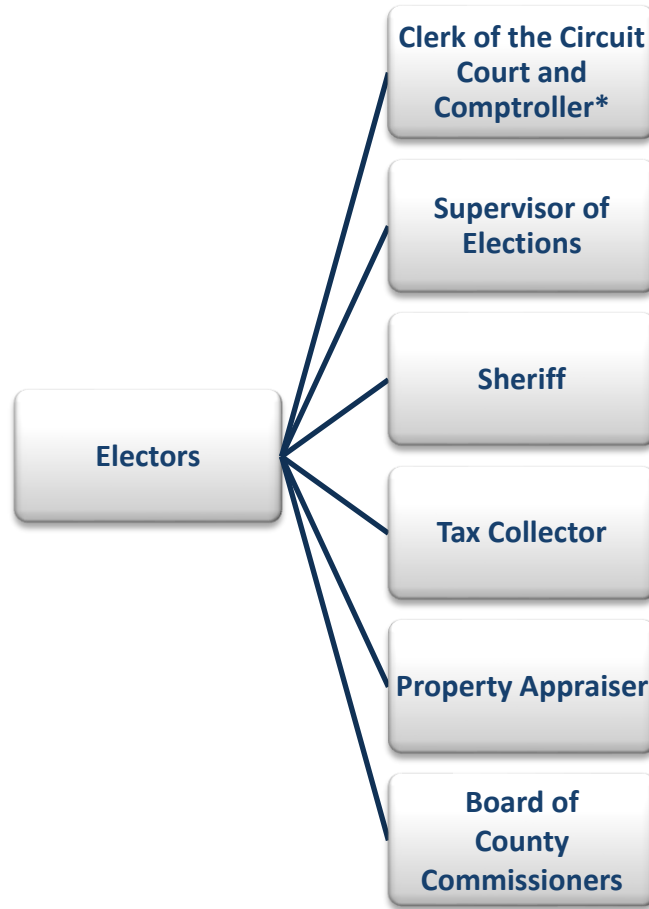 Clerk of the Circuit
Court and
Comptroller*
Supervisor of
Elections
Sheriff
Electors
Tax Collector
Property Appraiser
Board of
County
Commissioners